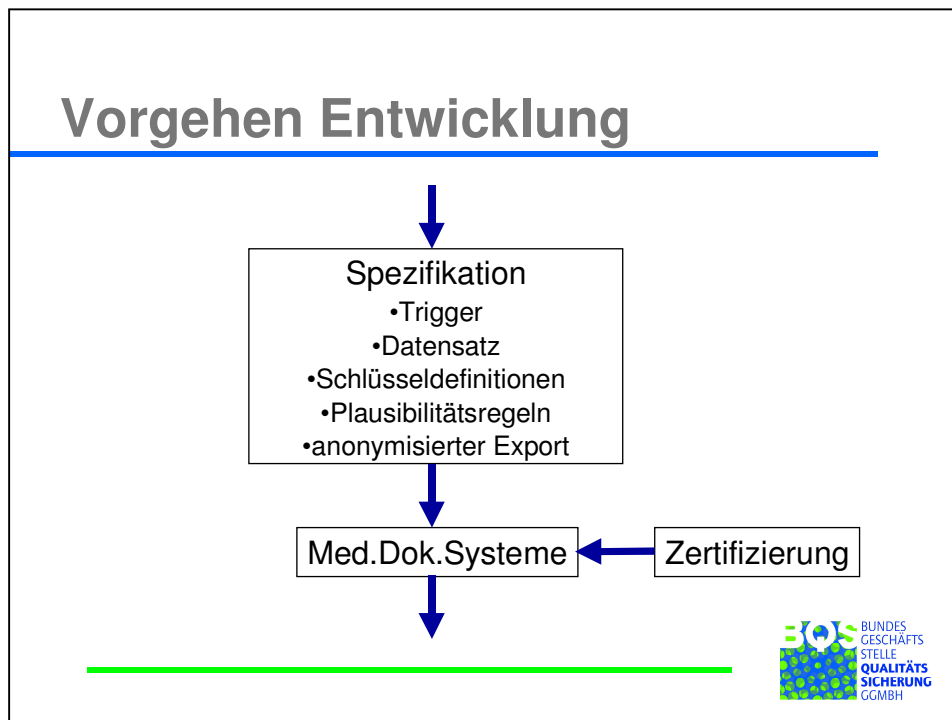 Vorgehen Entwicklung
Spezifikation
•Trigger
•Datensatz
•Schlüsseldefinitionen
•Plausibilitätsregeln
•anonymisierter Export
Med.Dok.Systeme
Zertifizierung
BQS
BUNDES
GESCHÄFTS
STELLE
QUALITÄTS
SICHERUNG
GGMBH